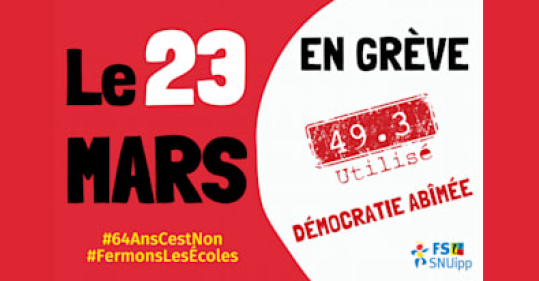 Le 23
MARS
#64AnsCestNon
#FermonsLesÉcoles
EN GRÈVE
49.3
Utilisé
DÉMOCRATIE ABÎMÉE
FSU
SNUipp